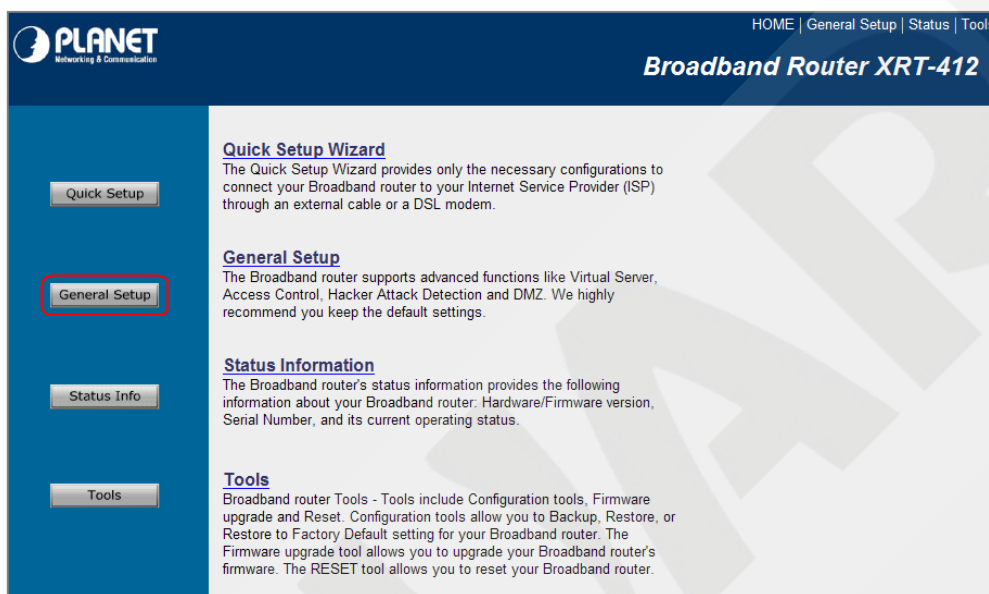 PLANET
Networking & Communication
HOME | General Setup | Status | Tools
Broadband Router XRT-412
Quick Setup
General Setup
Status Info
Tools
Quick Setup Wizard
The Quick Setup Wizard provides only the necessary configurations to
connect your Broadband router to your Internet Service Provider (ISP)
through an external cable or a DSL modem.
General Setup
The Broadband router supports advanced functions like Virtual Server,
Access Control, Hacker Attack Detection and DMZ. We highly
recommend you keep the default settings.
Status Information
The Broadband router's status information provides the following
information about your Broadband router: Hardware/Firmware version,
Serial Number, and its current operating status.
Tools
Broadband router Tools - Tools include Configuration tools, Firmware
upgrade and Reset. Configuration tools allow you to Backup, Restore, or
Restore to Factory Default setting for your Broadband router. The
Firmware upgrade tool allows you to upgrade your Broadband router's
firmware. The RESET tool allows you to reset your Broadband router.